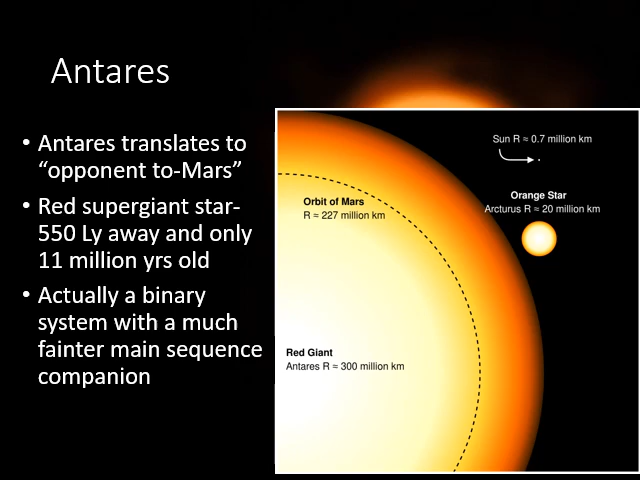 Antares
• Antares translates to
“opponent to-Mars”
• Red supergiant star-
550 Ly away and only
11 million yrs old
• Actually a binary
system with a much
fainter main sequence
companion
Sun R ≈ 0.7 million km
Orange Star
Arcturus R ≈ 20 million km
Orbit of Mars
R ≈ 227 million km
Red Giant
Antares R ≈ 300 million km